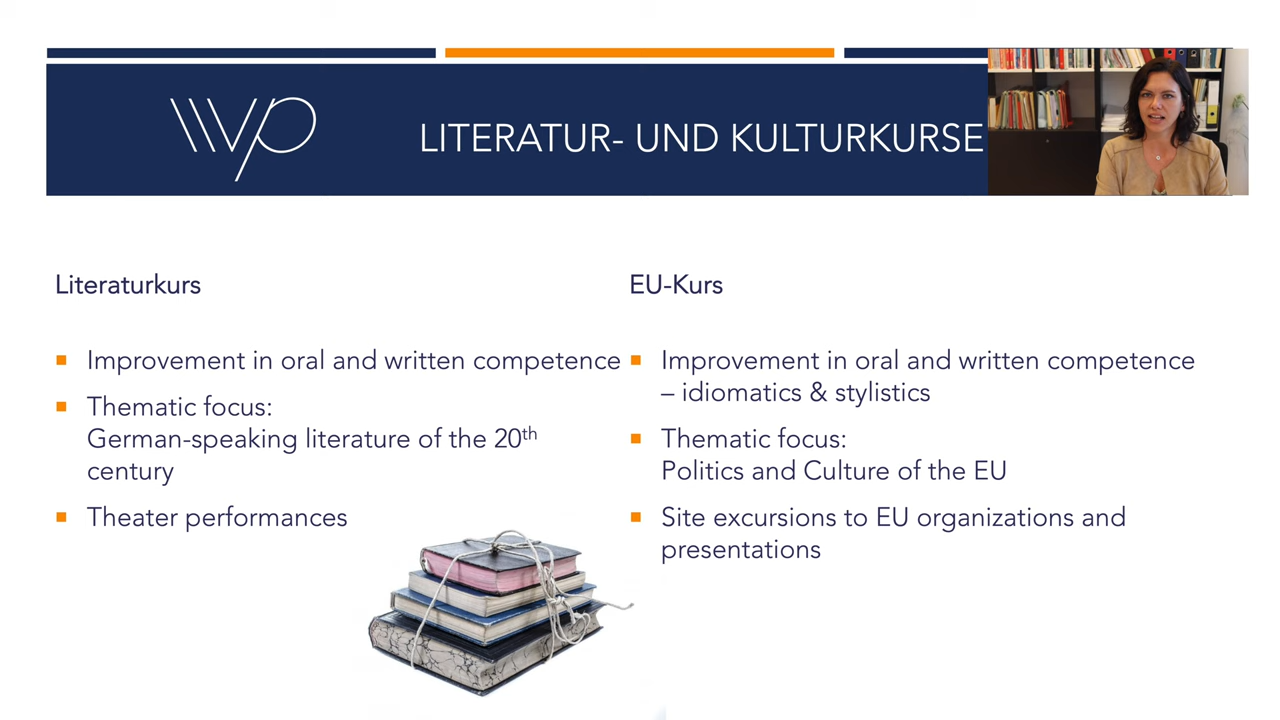 WP
LITERATUR- UND KULTURKURSE
Literaturkurs
Improvement in oral and written competence
Thematic focus:
German-speaking literature of the 20th
century
Theater performances
EU-Kurs
Improvement in oral and written competence
– idiomatics & stylistics
Thematic focus:
Politics and Culture of the EU
Site excursions to EU organizations and
presentations